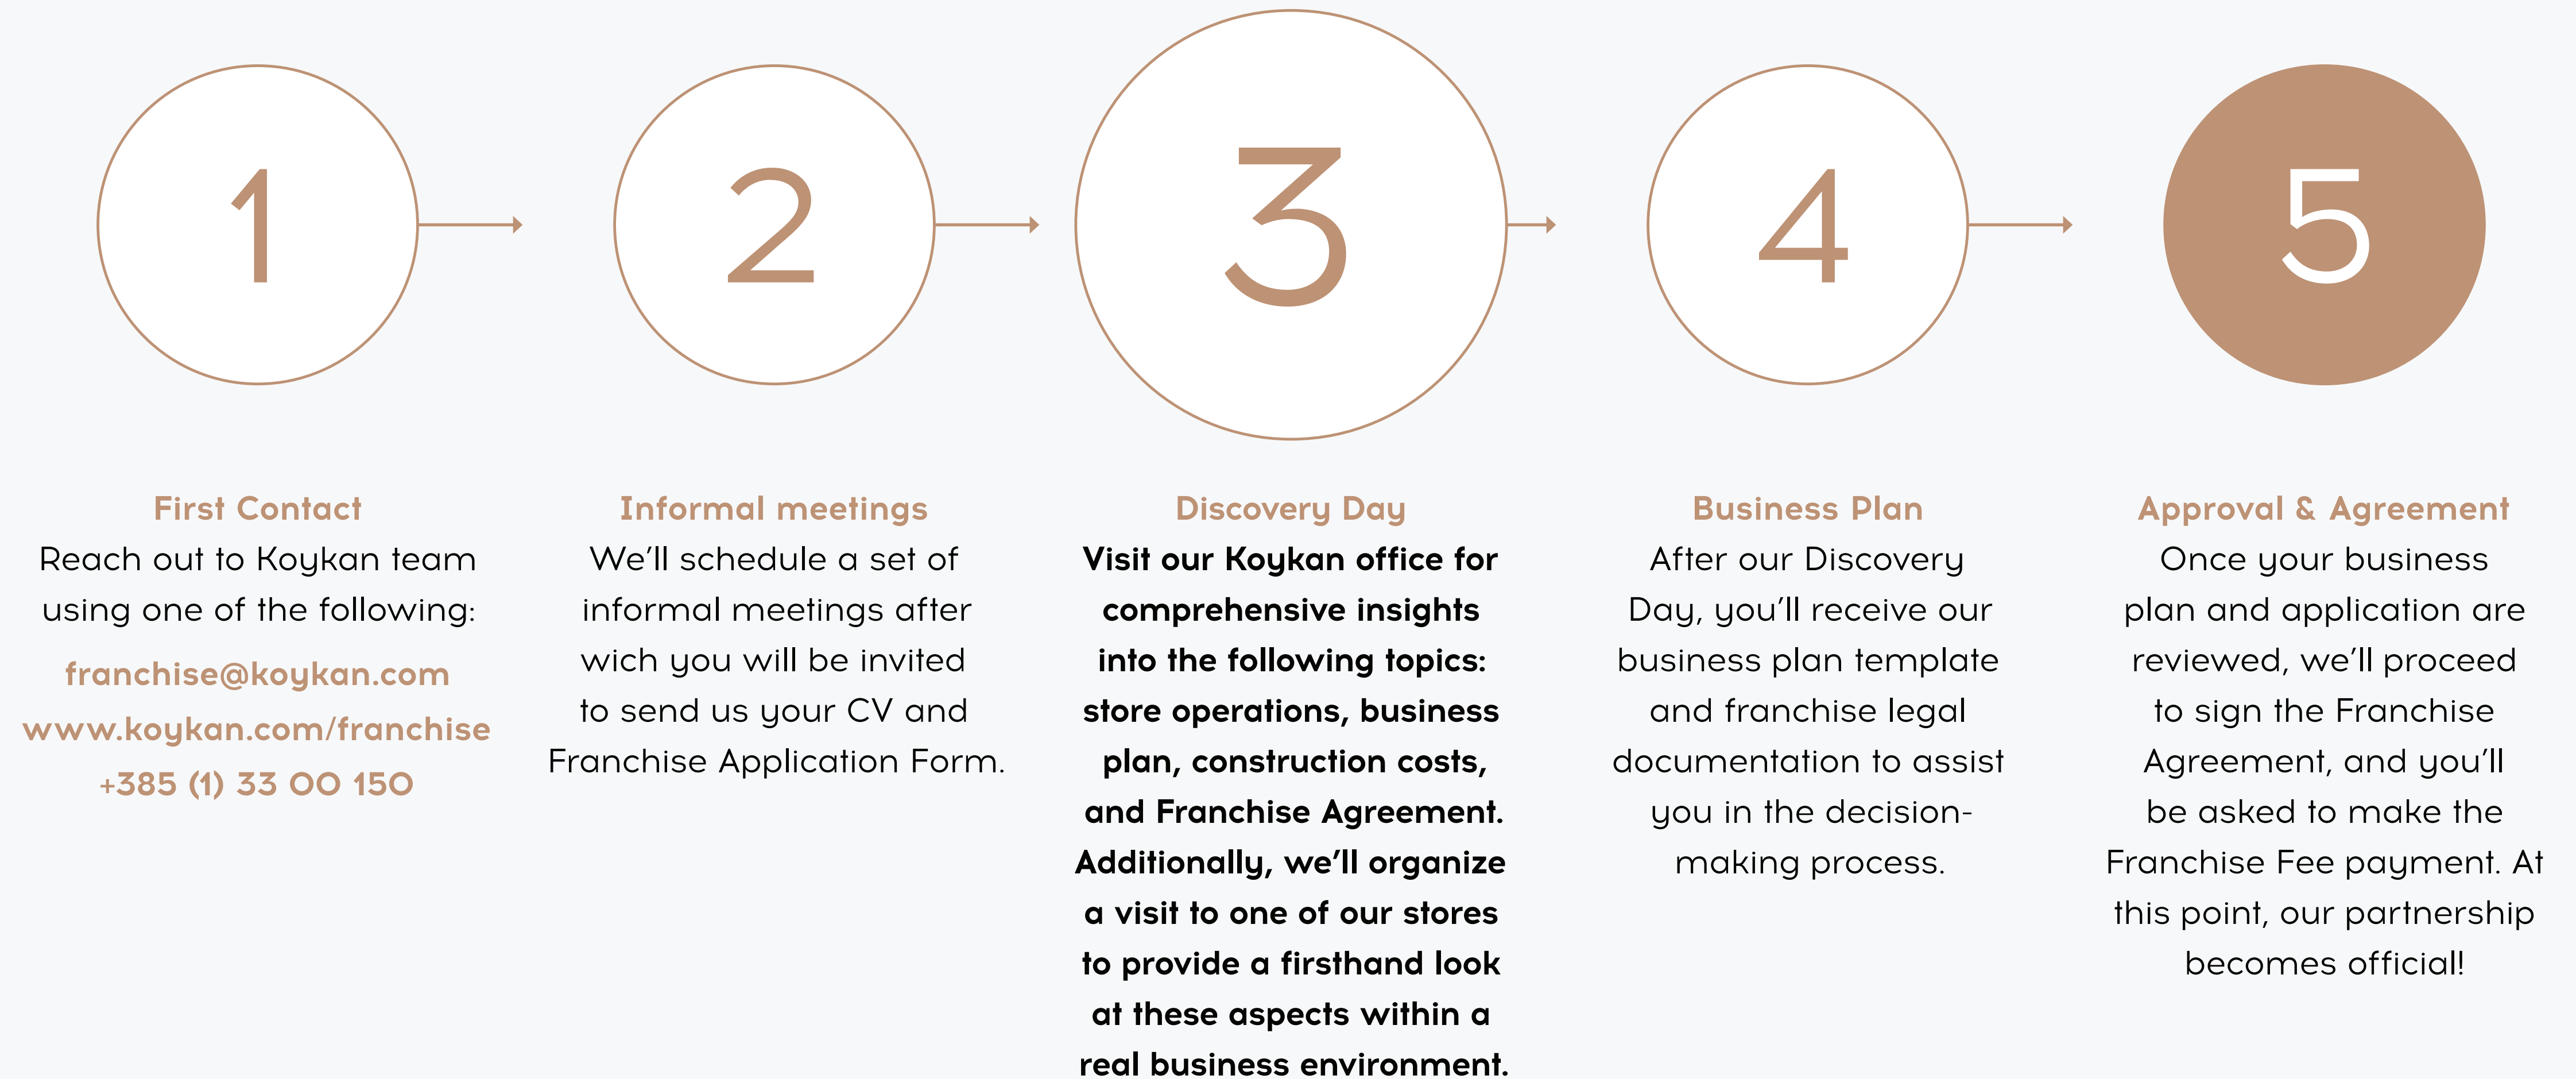 1
First Contact
Reach out to Koykan team
using one of the following:
franchise@koykan.com
www.koykan.com/franchise
+385 (1) 33 00 150
2
Informal meetings
We'll schedule a set of
informal meetings after
wich you will be invited
to send us your CV and
Franchise Application Form.
3
Discovery Day
Visit our Koykan office for
comprehensive insights
into the following topics:
store operations, business
plan, construction costs,
and Franchise Agreement.
Additionally, we'll organize
a visit to one of our stores
to provide a firsthand look
at these aspects within a
real business environment.
4
Business Plan
After our Discovery
Day, you'll receive our
business plan template
and franchise legal
documentation to assist
you in the decision-
making process.
5
Approval & Agreement
Once your business
plan and application are
reviewed, we'll proceed
to sign the Franchise
Agreement, and you'll
be asked to make the
Franchise Fee payment. At
this point, our partnership
becomes official!